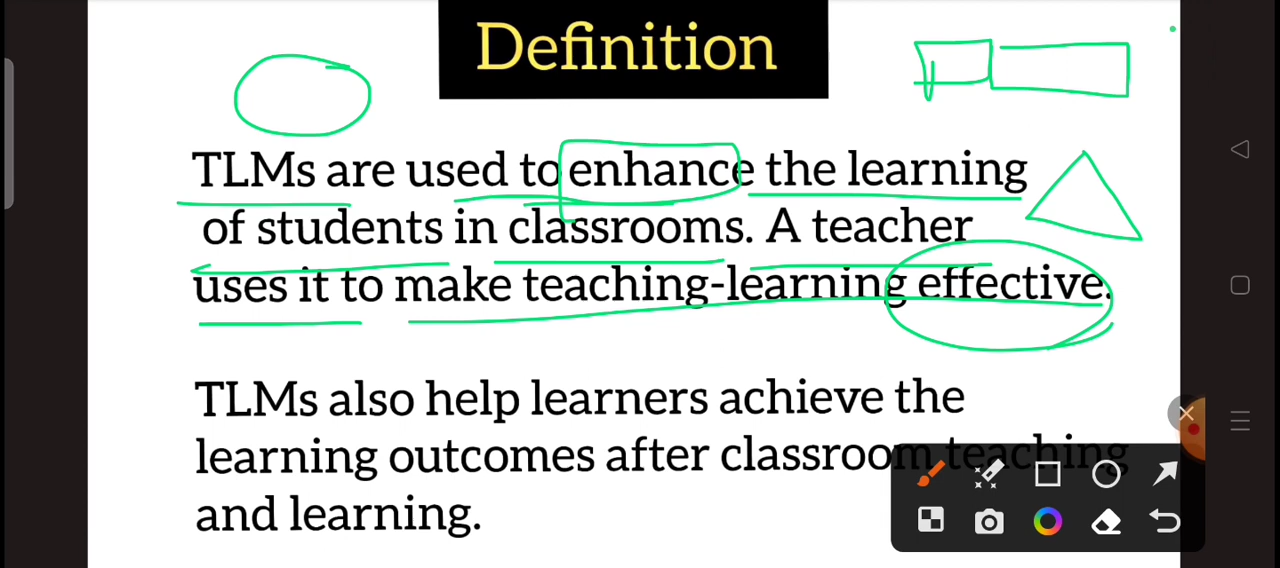 Definition
TLMs are used to enhance the learning
of students in classrooms. A teacher
uses it to make teaching-learning effective.
TLMs also help learners achieve the
learning outcomes after classroom teaching
and learning.